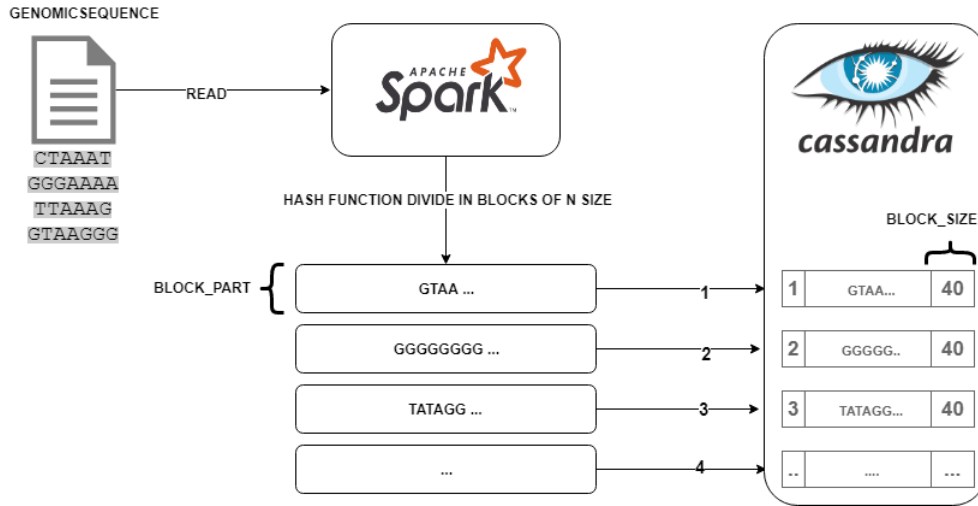 GENOMICSEQUENCE
READ
APACHE
Spark™
cassandra
CTAAAT
GGGAAAA
TTAAAG
GTAAGGG
HASH FUNCTION DIVIDE IN BLOCKS OF N SIZE
BLOCK_SIZE
BLOCK_PART
GTAA ...
1
1 GTAA... 40
GGGGGGGG ...
2
2 GGGGG.. 40
TATAGG ...
3
3 TATAGG... 40
...
4
.. .... ---